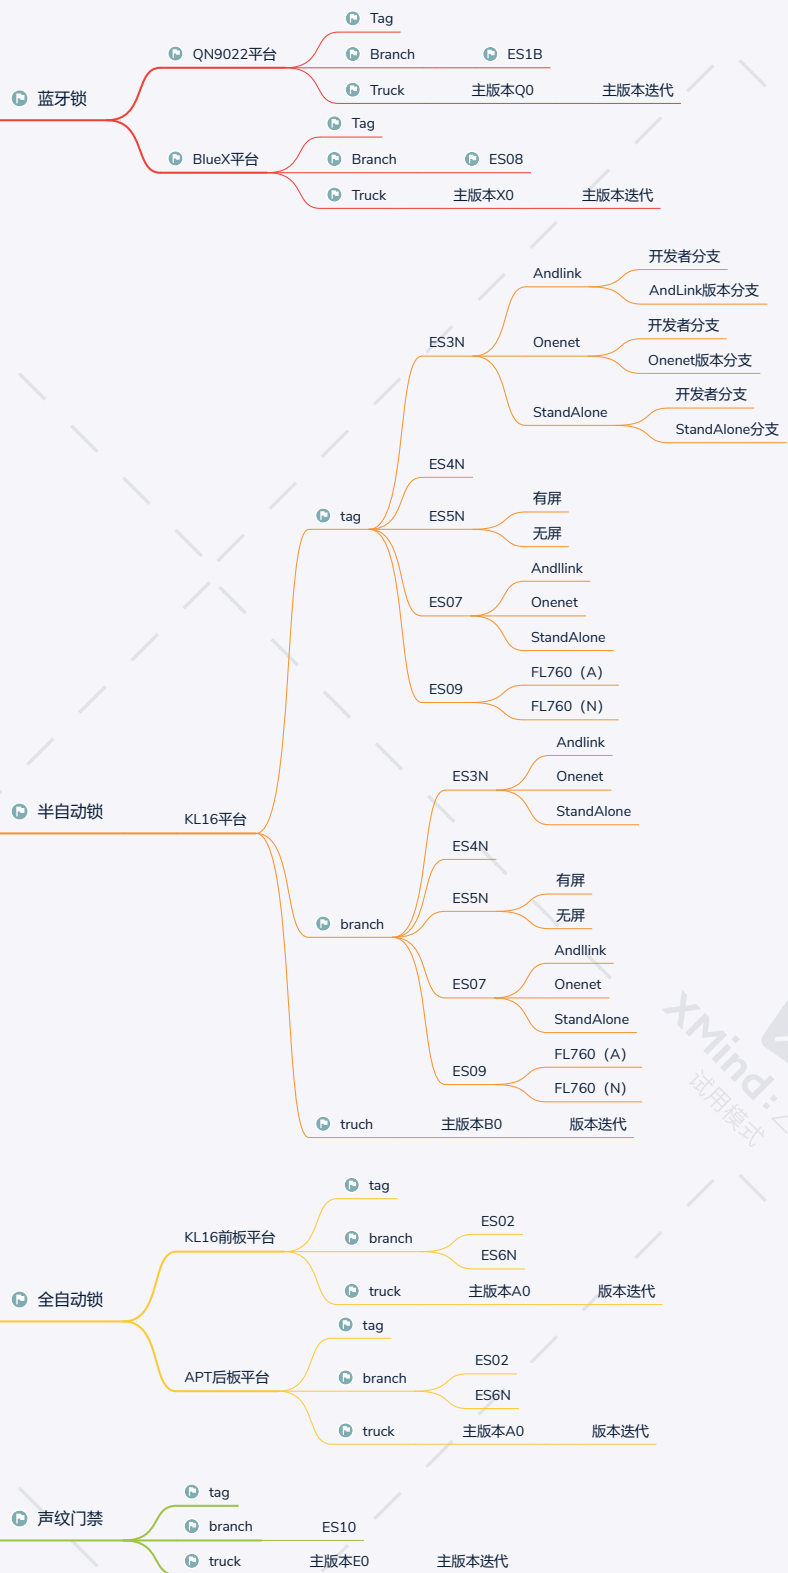 蓝牙锁
QN9022平台
Tag
Branch
ES1B
Truck
主版本Q0
主版本迭代
BlueX平台
Tag
Branch
ES08
Truck
主版本X0
主版本迭代
半自动锁
KL16平台
tag
ES3N
Andlink
开发者分支
AndLink版本分支
Onenet
开发者分支
Onenet版本分支
StandAlone
开发者分支
StandAlone分支
ES4N
ES5N
有屏
无屏
ES07
Andllink
Onenet
StandAlone
ES09
FL760（A）
FL760（N）
branch
ES3N
Andlink
Onenet
StandAlone
ES4N
ES5N
有屏
无屏
ES07
Andllink
Onenet
StandAlone
ES09
FL760（A）
FL760（N）
truch
主版本B0
版本迭代
全自动锁
KL16前板平台
tag
branch
ES02
ES6N
truck
主版本A0
版本迭代
APT后板平台
tag
branch
ES02
ES6N
truck
主版本A0
版本迭代
声纹门禁
tag
branch
ES10
truck
主版本E0
主版本迭代
XMind:
试用模式